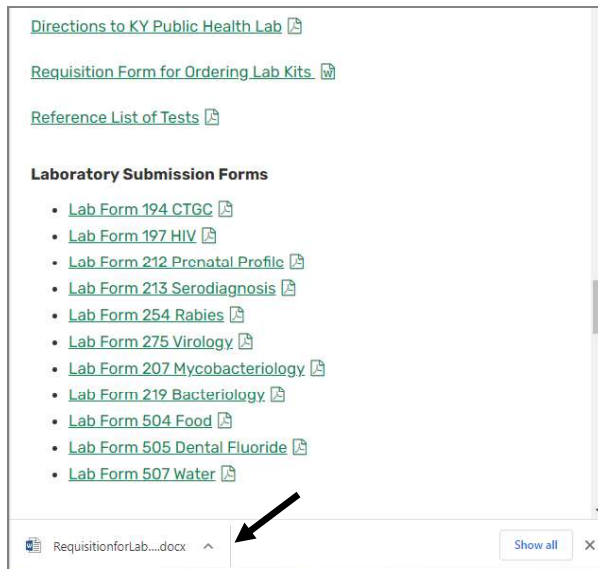 Directions to KY Public Health Lab
Requisition Form for Ordering Lab Kits
Reference List of Tests
Laboratory Submission Forms
• Lab Form 194 CTGC
• Lab Form 197 HIV
• Lab Form 212 Prenatal Profile
• Lab Form 213 Serodiagnosis
• Lab Form 254 Rabies
• Lab Form 275 Virology
• Lab Form 207 Mycobacteriology
• Lab Form 219 Bacteriology
• Lab Form 504 Food
• Lab Form 505 Dental Fluoride
• Lab Form 507 Water
RequisitionforLab....docx
Show all